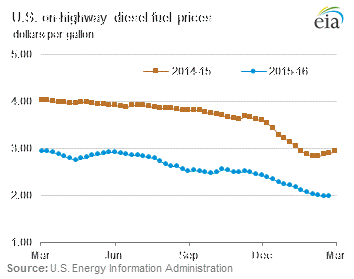 U.S. on-highway diesel fuel prices
dollars per gallon
eia
5.00
2014-15
2015-16
4.00
3.00
2.00
1.00
Mar
Jun
Sep
Dec
Mar
Source: U.S. Energy Information Administration